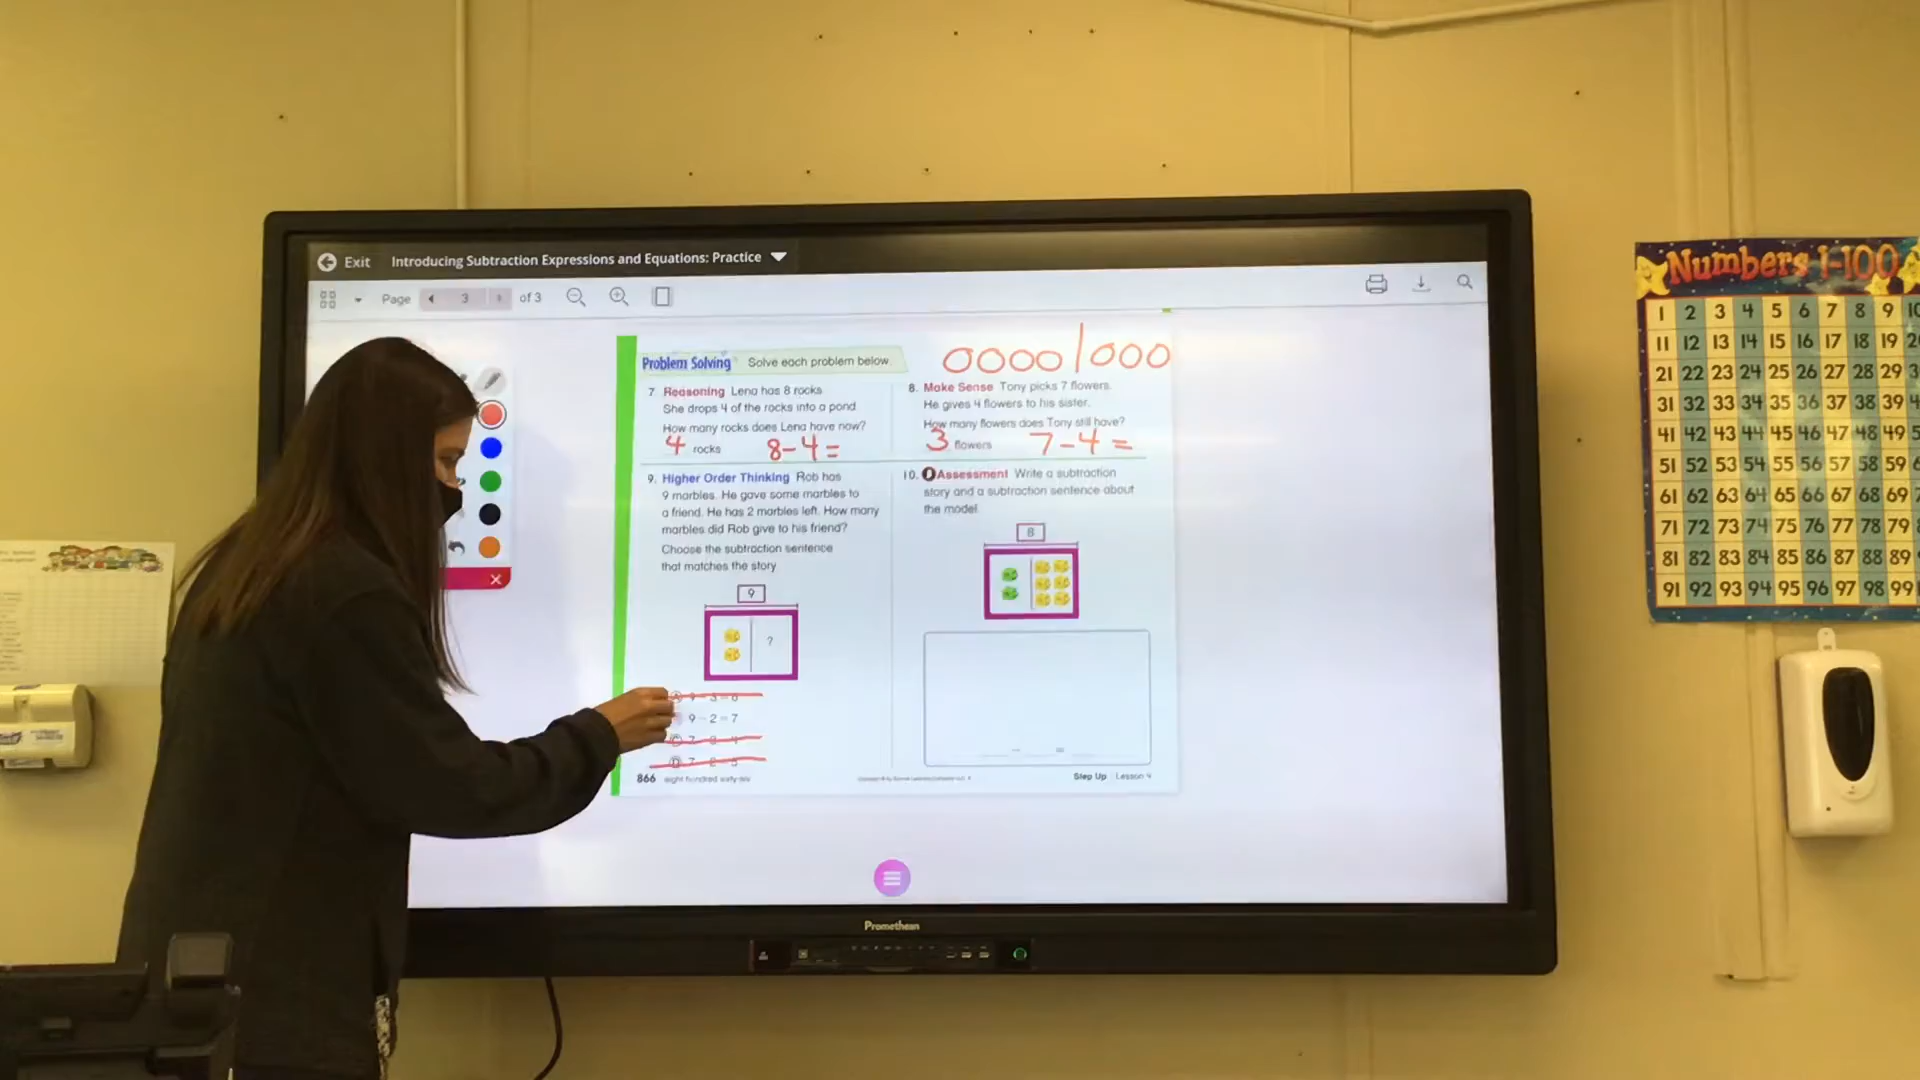 Exit Introducing Subtraction Expressions and Equations: Practice
Page 3 of 3
Problem Solving Solve each problem below.
0000|000
7 Reasoning Lena has 8 rocks
She drops 4 of the rocks into a pond
How many rocks does Lena have now?
4 rocks 8-4=
8. Make Sense Tony picks 7 flowers.
He gives 4 flowers to his sister.
How many flowers does Tony still have?
3 flowers 7-4=
9. Higher Order Thinking Rob has
9 marbles. He gave some marbles to
a friend. He has 2 marbles left. How many
marbles did Rob give to his friend?
Choose the subtraction sentence
that matches the story
9
?
9 - 2 = 7
866 eight hundred sixty-six
10. Assessment Write a subtraction
story and a subtraction sentence about
the model.
8
— =
Step Up Lesson 4
Promethean
Numbers 1-100
1 2 3 4 5 6 7 8 9 10
11 12 13 14 15 16 17 18 19
21 22 23 24 25 26 27 28 29
31 32 33 34 35 36 37 38 39
41 42 43 44 45 46 47 48 49
51 52 53 54 55 56 57 58 59
61 62 63 64 65 66 67 68 69
71 72 73 74 75 76 77 78 79
81 82 83 84 85 86 87 88 89
91 92 93 94 95 96 97 98 99